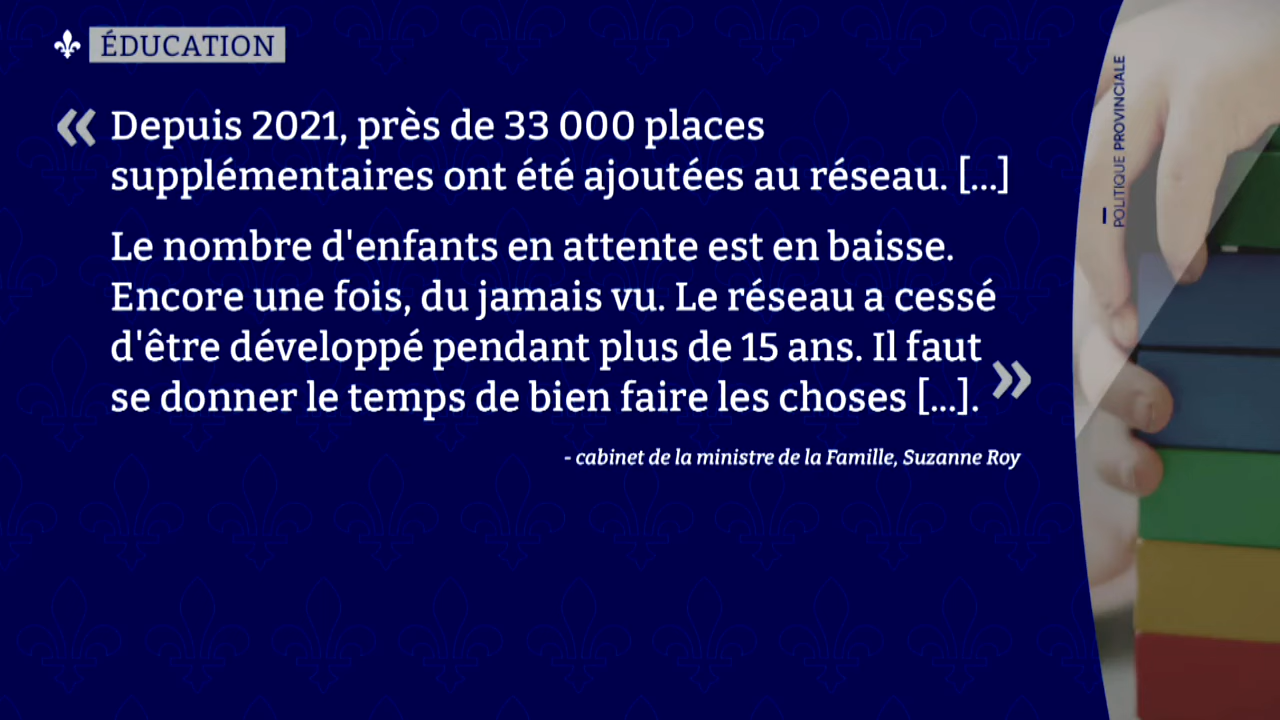 ÉDUCATION
« Depuis 2021, près de 33 000 places
supplémentaires ont été ajoutées au réseau. [...]
Le nombre d'enfants en attente est en baisse.
Encore une fois, du jamais vu. Le réseau a cessé
d'être développé pendant plus de 15 ans. Il faut
se donner le temps de bien faire les choses [...]. »
- cabinet de la ministre de la Famille, Suzanne Roy
POLITIQUE PROVINCIALE